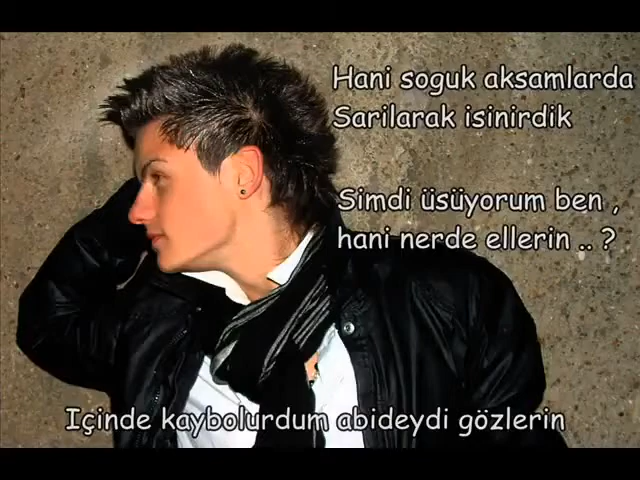 Hani soguk aksamlarda
Sarilarak isinirdik
Simdi üsüyorum ben ,
hani nerde ellerin .. ?
Içinde kaybolurdum abideydi gözlerin